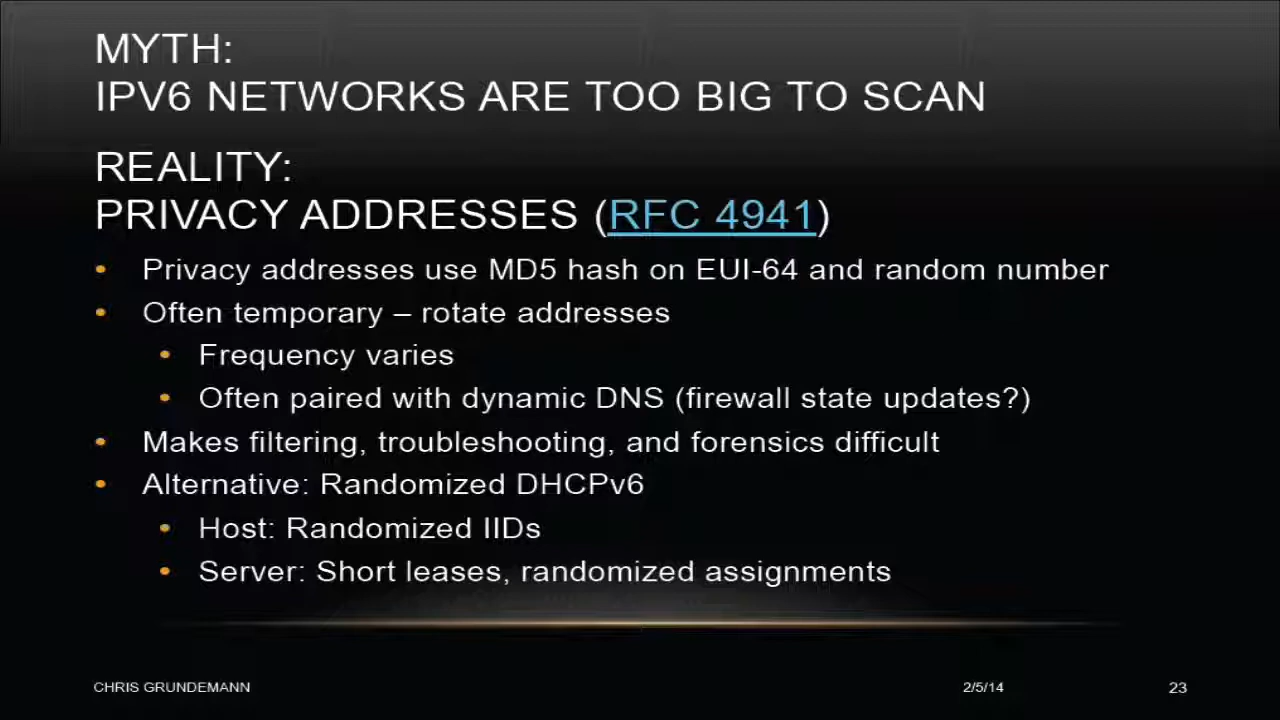 MYTH:
IPV6 NETWORKS ARE TOO BIG TO SCAN
REALITY:
PRIVACY ADDRESSES (RFC 4941)
• Privacy addresses use MD5 hash on EUI-64 and random number
• Often temporary – rotate addresses
• Frequency varies
• Often paired with dynamic DNS (firewall state updates?)
• Makes filtering, troubleshooting, and forensics difficult
• Alternative: Randomized DHCPv6
• Host: Randomized IIDs
• Server: Short leases, randomized assignments
CHRIS GRUNDEMANN 2/5/14 23